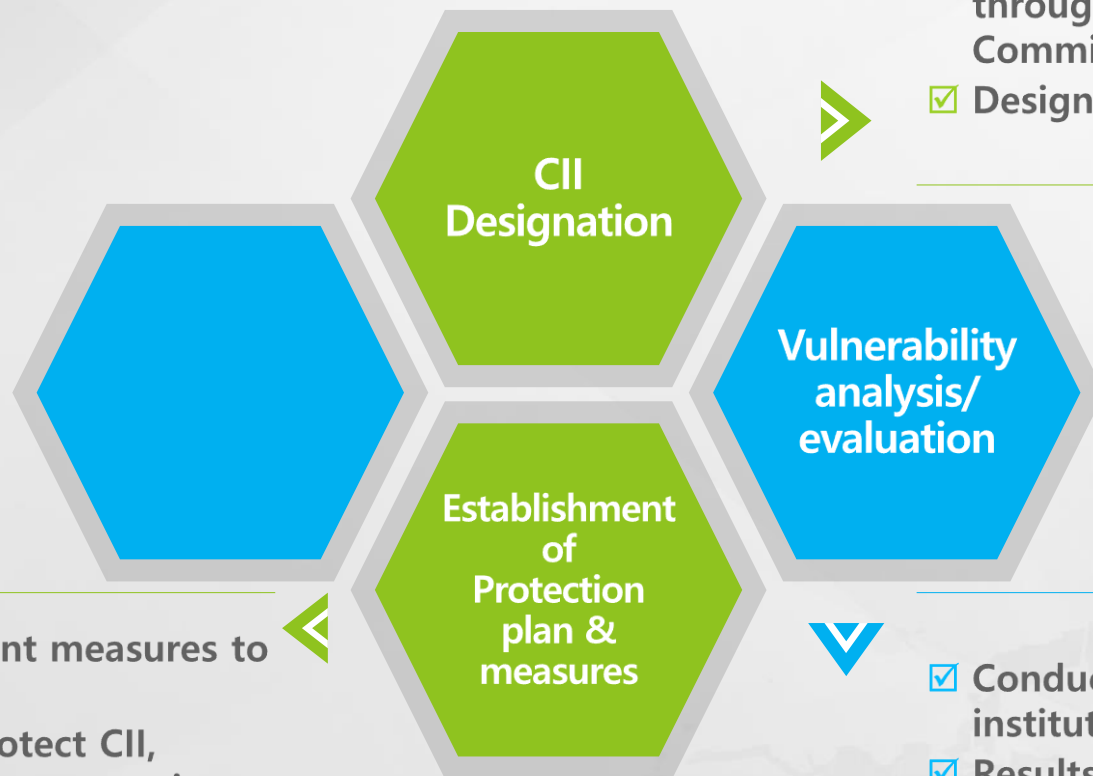 Commi
☑ Design
CII
Designation
Vulnerability
analysis/
evaluation
Establishment
of
Protection
plan &
measures
nt measures to
otect CII,
☑ Conduc
institut
☑ Results